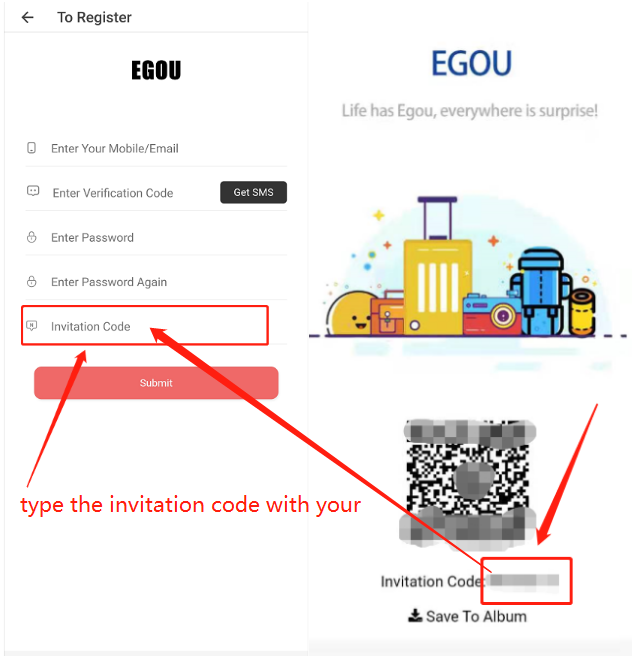 To Register
EGOU
Enter Your Mobile/Email
Enter Verification Code
Get SMS
Enter Password
Enter Password Again
Invitation Code
Submit
type the invitation code with your
EGOU
Life has Egou, everywhere is surprise!
Invitation Code:
Save To Album